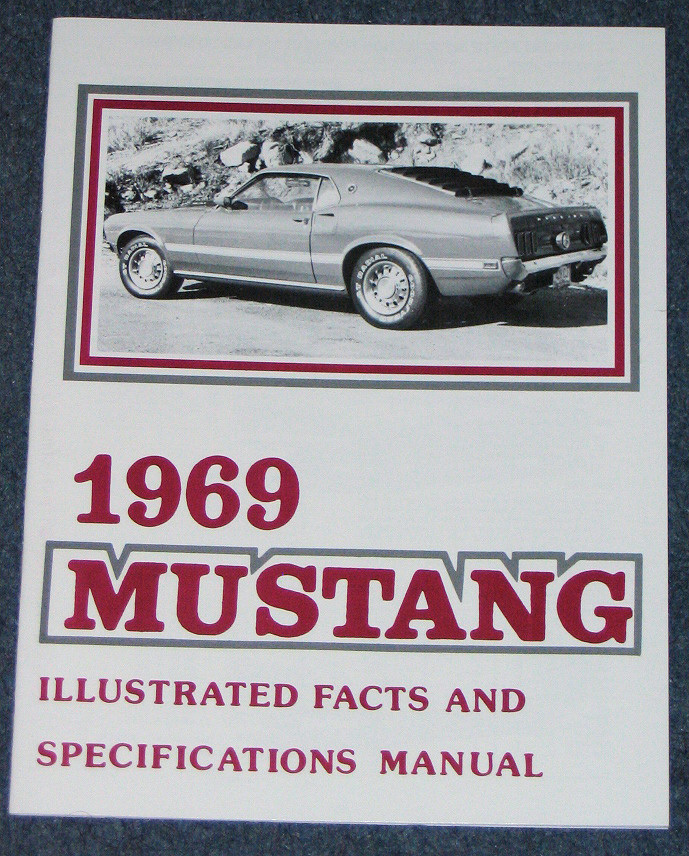 1969
MUSTANG
ILLUSTRATED FACTS AND
SPECIFICATIONS MANUAL